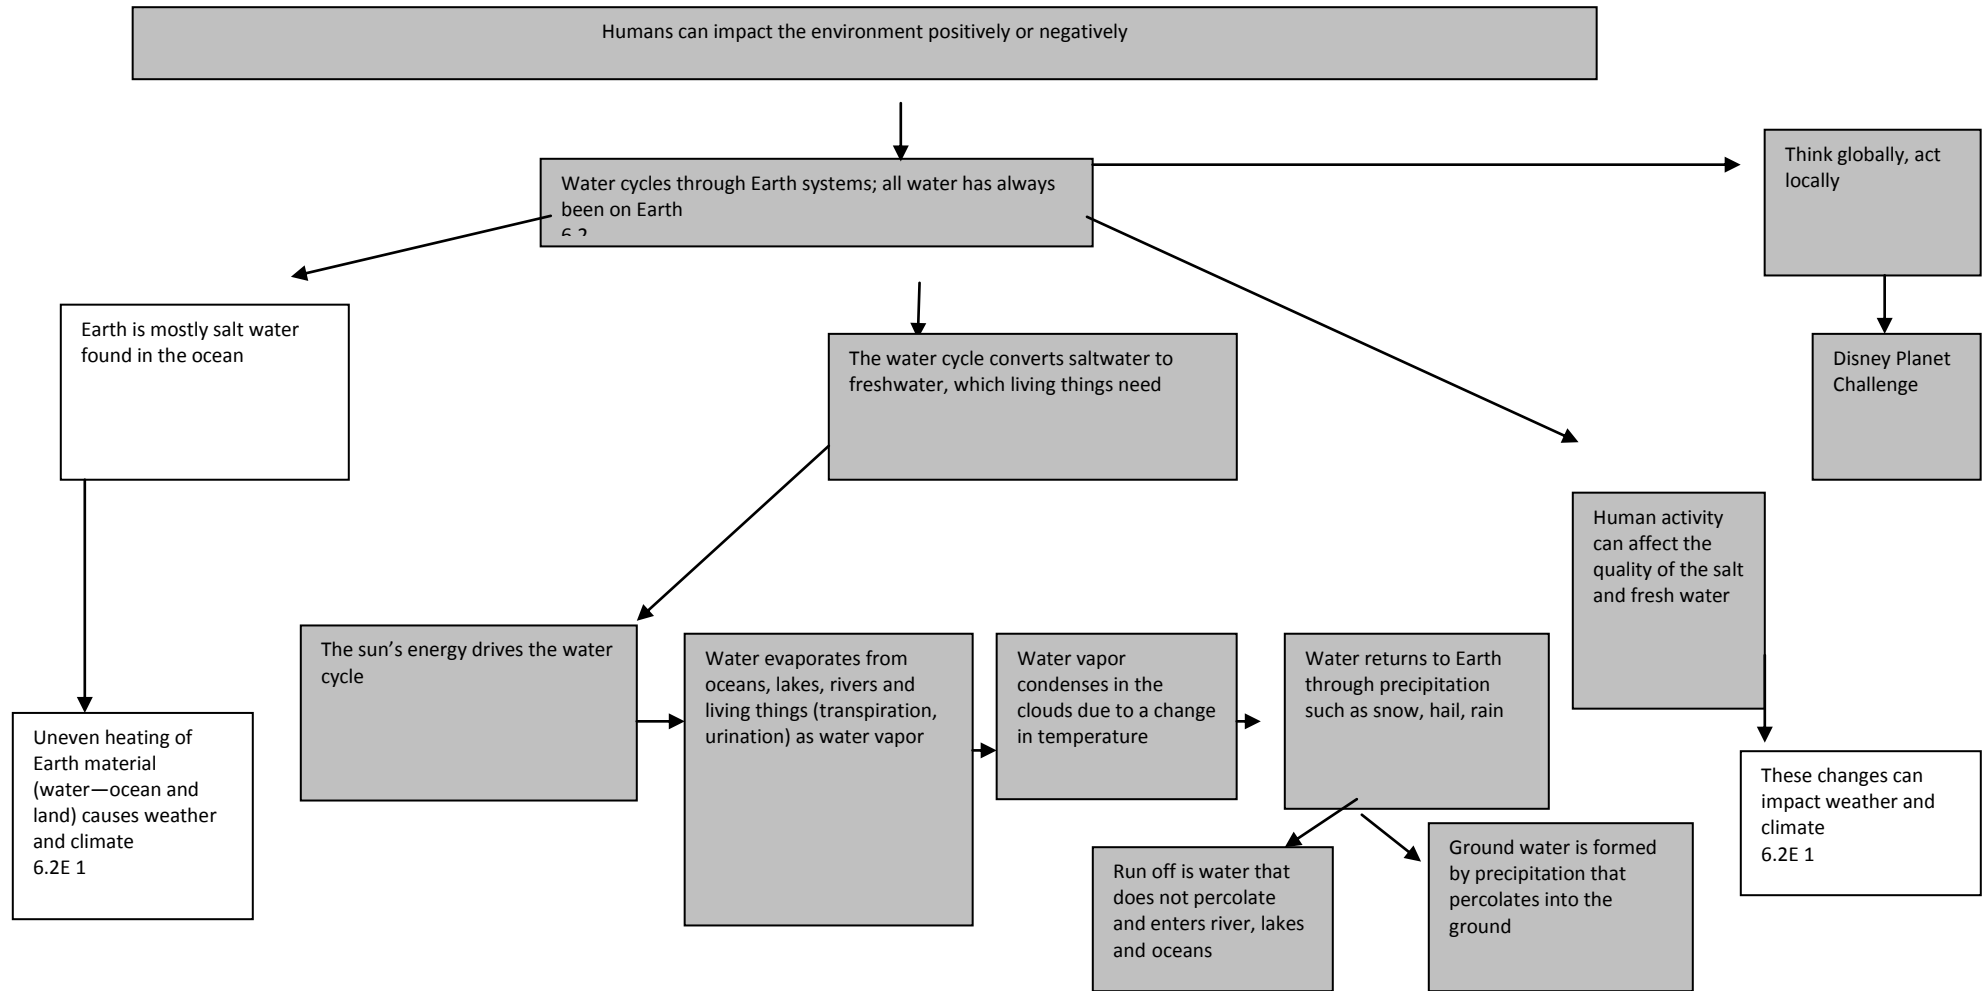 Humans can impact the environment positively or negatively
Think globally, act
locally
Water cycles through Earth systems; all water has always
been on Earth
6.2
Earth is mostly salt water
found in the ocean
The water cycle converts saltwater to
freshwater, which living things need
Disney Planet
Challenge
Human activity
can affect the
quality of the salt
and fresh water
The sun’s energy drives the water
cycle
Water evaporates from
oceans, lakes, rivers and
living things (transpiration,
urination) as water vapor
Water vapor
condenses in the
clouds due to a change
in temperature
Water returns to Earth
through precipitation
such as snow, hail, rain
Uneven heating of
Earth material
(water—ocean and
land) causes weather
and climate
6.2E 1
These changes can
impact weather and
climate
6.2E 1
Run off is water that
does not percolate
and enters river, lakes
and oceans
Ground water is formed
by precipitation that
percolates into the
ground